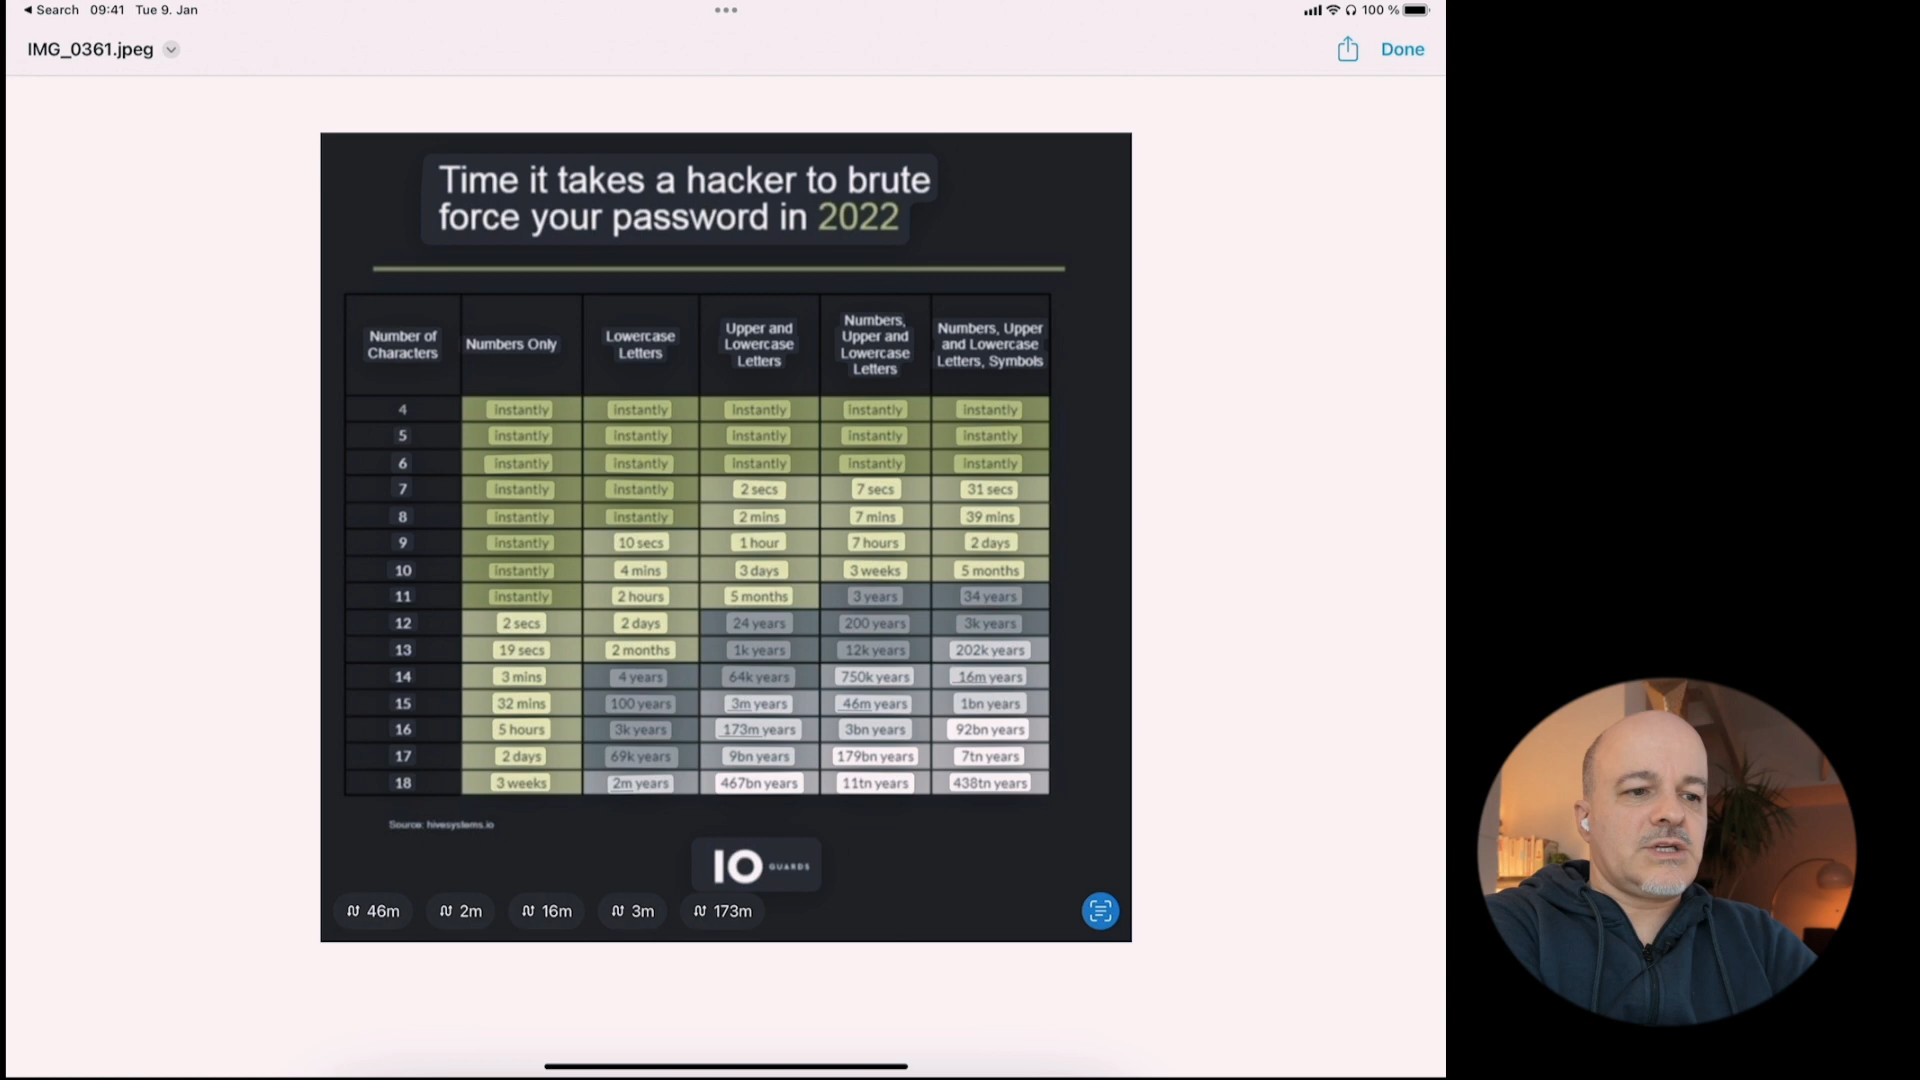 Search 09:41 Tue 9. Jan 100 %
IMG_0361.jpeg Done
Time it takes a hacker to brute
force your password in 2022
Number of Characters Numbers Only Lowercase Letters Upper and Lowercase Letters Numbers, Upper and Lowercase Letters Numbers, Upper and Lowercase Letters, Symbols
4 instantly instantly instantly instantly instantly
5 instantly instantly instantly instantly instantly
6 instantly instantly instantly instantly instantly
7 instantly instantly 2 secs 7 secs 31 secs
8 instantly instantly 2 mins 7 mins 39 mins
9 instantly 10 secs 1 hour 7 hours 2 days
10 instantly 4 mins 3 days 3 weeks 5 months
11 instantly 2 hours 5 months 3 years 34 years
12 2 secs 2 days 24 years 200 years 3k years
13 19 secs 2 months 1k years 12k years 202k years
14 3 mins 4 years 64k years 750k years 16m years
15 32 mins 100 years 3m years 46m years 1bn years
16 5 hours 3k years 173m years 3bn years 92bn years
17 2 days 69k years 9bn years 179bn years 7tn years
18 3 weeks 2m years 467bn years 11tn years 438tn years
Source: hivesystems.io
IO GUARDS
46m 2m 16m 3m 173m